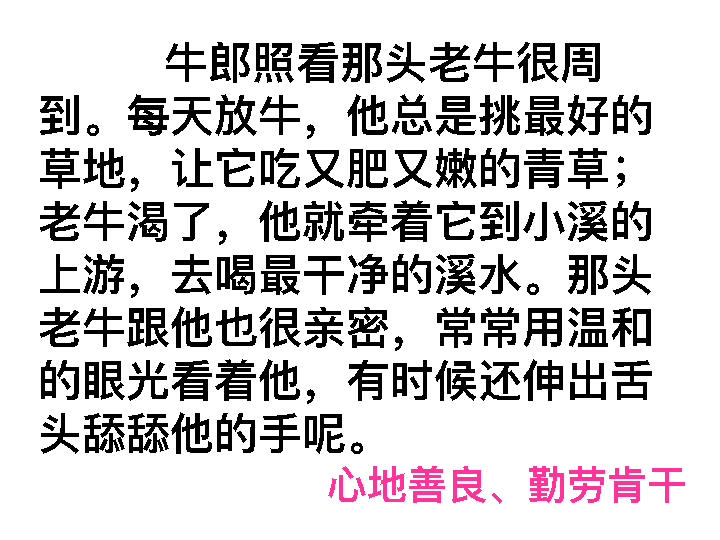 牛郎照看那头老牛很周
到。每天放牛，他总是挑最好的
草地，让它吃又肥又嫩的青草；
老牛渴了，他就牵着它到小溪的
上游，去喝最干净的溪水。那头
老牛跟他也很亲密，常常用温和
的眼光看着他，有时候还伸出舌
头舔舔他的手呢。
心地善良、勤劳肯干